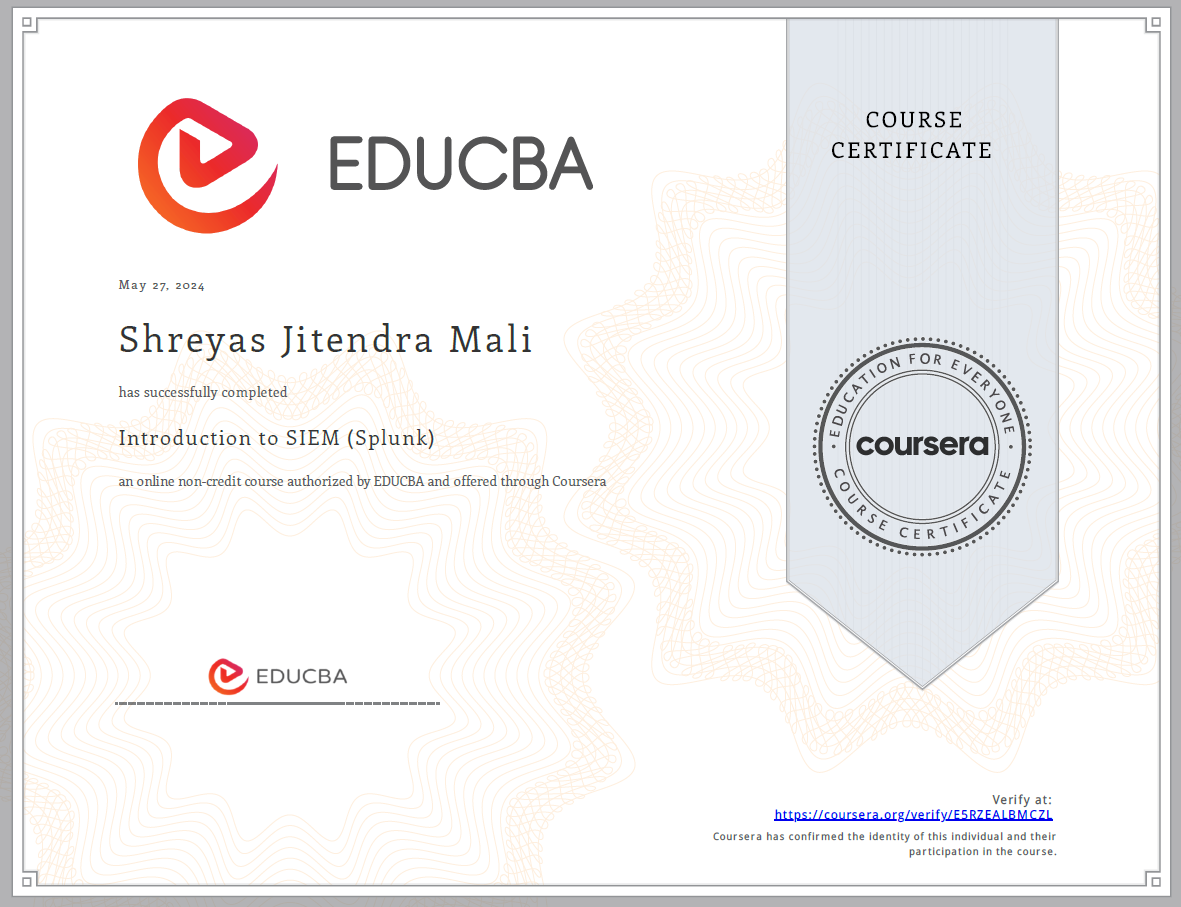 EDUCBA
COURSE
CERTIFICATE
May 27, 2024
Shreyas Jitendra Mali
has successfully completed
Introduction to SIEM (Splunk)
an online non-credit course authorized by EDUCBA and offered through Coursera
EDUCATION FOR EVERYONE
coursera
COURSE CERTIFICATE
EDUCBA
Verify at:
https://coursera.org/verify/E5RZEALBMCZL
Coursera has confirmed the identity of this individual and their
participation in the course.